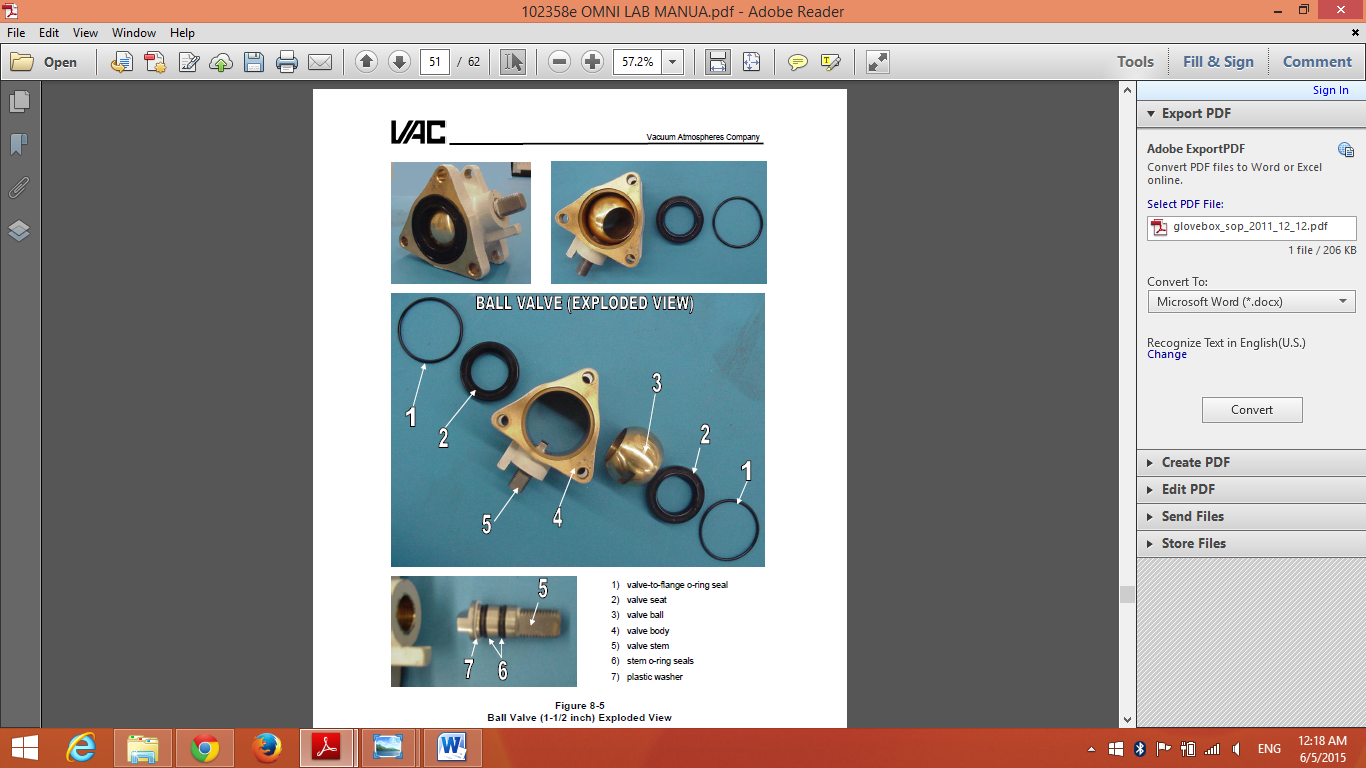 102358e OMNI LAB MANUA.pdf - Adobe Reader
File Edit View Window Help
Open 51 / 62 57.2% Tools Fill & Sign Comment
Sign In
Export PDF
Adobe ExportPDF
Convert PDF files to Word or Excel
online.
Select PDF File:
glovebox_sop_2011_12_12.pdf
1 file / 206 KB
Convert To:
Microsoft Word (*.docx)
Recognize Text in English(U.S.)
Change
Convert
Create PDF
Edit PDF
Send Files
Store Files
VAC
Vacuum Atmospheres Company
BALL VALVE (EXPLODED VIEW)
1
2
3
2
1
5
4
5
7
6
1) valve-to-flange o-ring seal
2) valve seat
3) valve ball
4) valve body
5) valve stem
6) stem o-ring seals
7) plastic washer
Figure 8-5
Ball Valve (1-1/2 inch) Exploded View
ENG
12:18 AM
6/5/2015